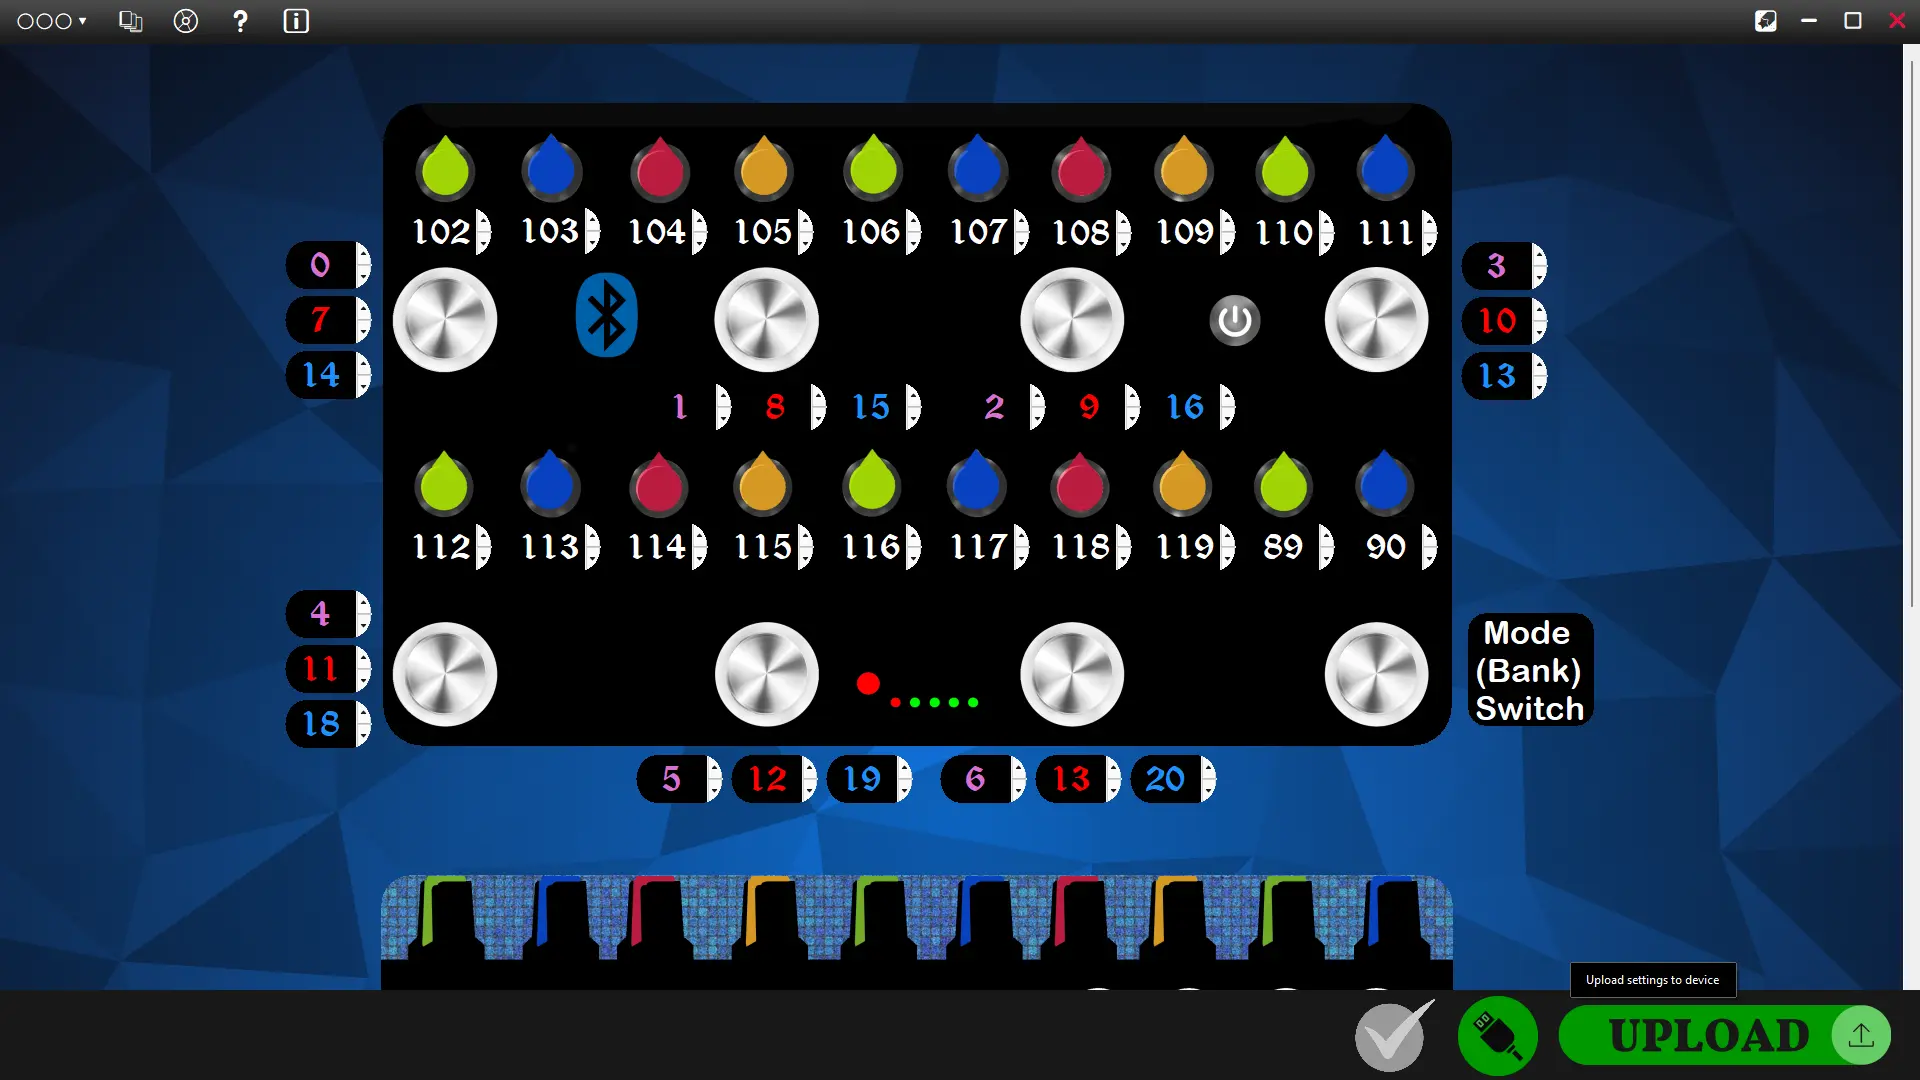 ?
i
102 103 104 105 106 107 108 109 110 111
0 3
7 10
14 13
1 8 15 2 9 16
112 113 114 115 116 117 118 119 89 90
4
11
18
Mode
(Bank)
Switch
5 12 19 6 13 20
Upload settings to device
UPLOAD